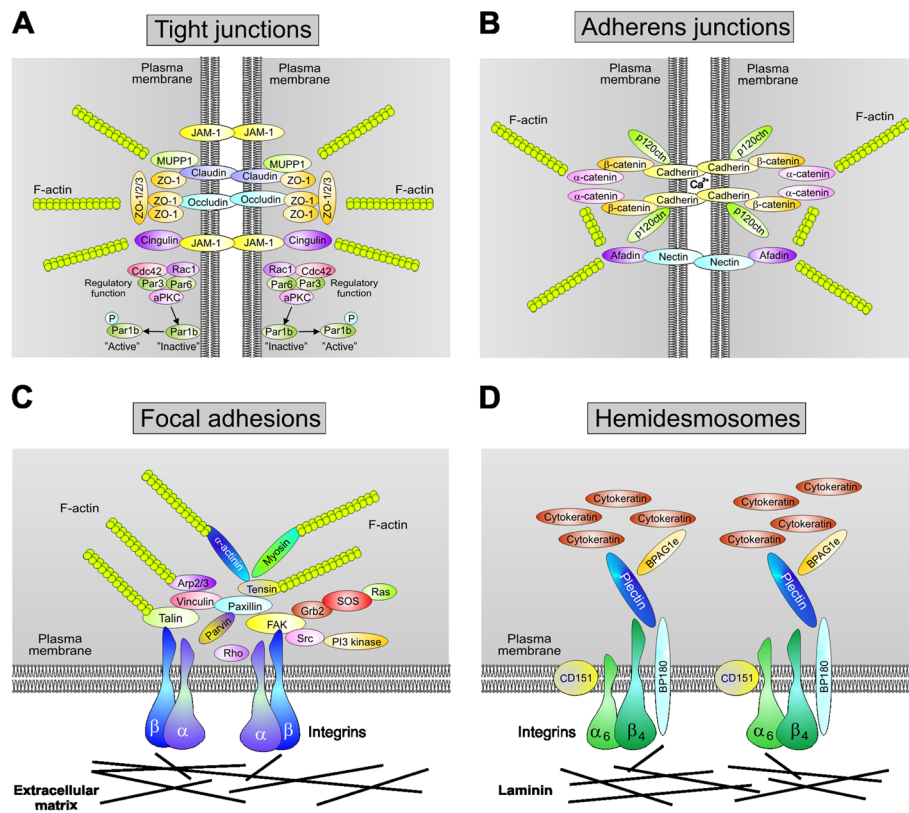 A
Tight junctions
Plasma
membrane
Plasma
membrane
JAM-1
JAM-1
MUPP1
MUPP1
Claudin
Claudin
F-actin
F-actin
ZO-1/2/3
ZO-1
ZO-1
ZO-1/2/3
ZO-1
ZO-1
Occludin
Occludin
ZO-1
ZO-1
Cingulin
JAM-1
JAM-1
Cingulin
Cdc42
Rac1
Rac1
Cdc42
Regulatory
function
Par3
Par6
Par6
Par3
Regulatory
function
aPKC
aPKC
P
P
Par1b
Par1b
Par1b
Par1b
"Active"
"Inactive"
"Inactive"
"Active"
B
Adherens junctions
Plasma
membrane
Plasma
membrane
F-actin
F-actin
p120ctn
p120ctn
β-catenin
β-catenin
α-catenin
Cadherin
Cadherin
α-catenin
Ca2+
α-catenin
α-catenin
β-catenin
Cadherin
Cadherin
β-catenin
p120ctn
p120ctn
Afadin
Nectin
Nectin
Afadin
C
Focal adhesions
F-actin
F-actin
α-actinin
Myosin
Arp2/3
Tensin
Ras
Vinculin
Paxillin
SOS
Grb2
Talin
Parvin
FAK
Src
PI3 kinase
Rho
Plasma
membrane
β
α
α
β
Integrins
Extracellular
matrix
D
Hemidesmosomes
Cytokeratin
Cytokeratin
Cytokeratin
Cytokeratin
Cytokeratin
Cytokeratin
Cytokeratin
Cytokeratin
BPAG1e
BPAG1e
Plectin
Plectin
Plasma
membrane
CD151
BP180
CD151
BP180
Integrins
α6
β4
α6
β4
Laminin